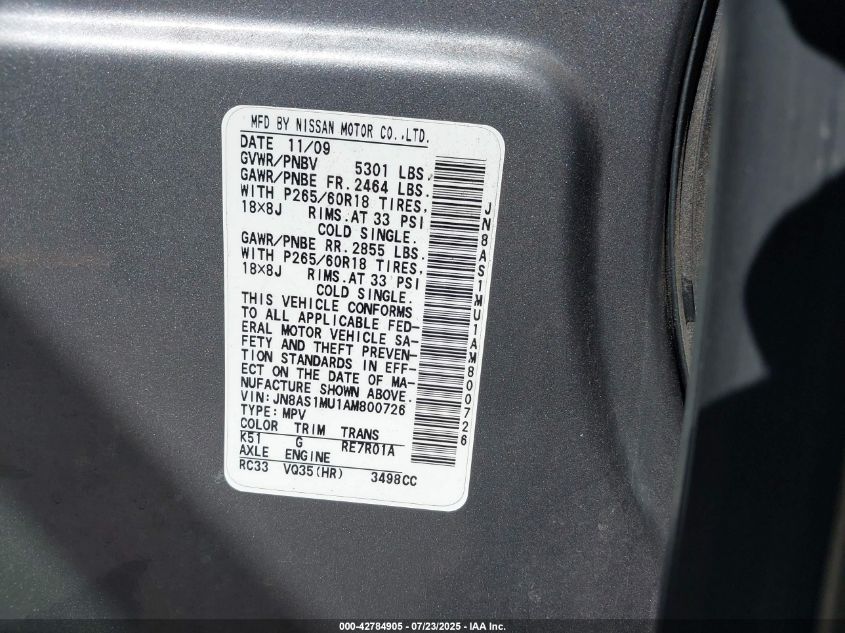 MFD BY NISSAN MOTOR CO.,LTD.
DATE 11/09
GVWR/PNBV 5301 LBS.
GAWR/PNBE FR. 2464 LBS.
WITH P265/60R18 TIRES,
18×8J RIMS.AT 33 PSI
COLD SINGLE.
GAWR/PNBE RR. 2855 LBS.
WITH P265/60R18 TIRES,
18×8J RIMS.AT 33 PSI
COLD SINGLE.
THIS VEHICLE CONFORMS
TO ALL APPLICABLE FED-
ERAL MOTOR VEHICLE SA-
FETY AND THEFT PREVEN-
TION STANDARDS IN EFF-
ECT ON THE DATE OF MA-
NUFACTURE SHOWN ABOVE.
VIN:JN8AS1MU1AM800726
TYPE:MPV
COLOR TRIM TRANS
K51 G RE7R01A
AXLE ENGINE
RC33 VQ35(HR) 3498CC
JN8AS1MU1AM800726
000-42784905 - 07/23/2025 - IAA Inc.